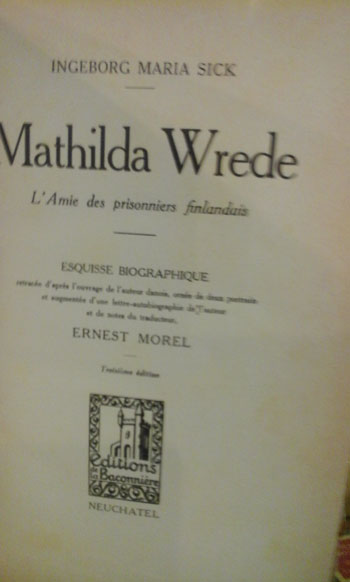 INGEBORG MARIA SICK
Mathilda Wrede
L'Amie des prisonniers finlandais
ESQUISSE BIOGRAPHIQUE
retracée d'après l'ouvrage de l'auteur danois, ornée de deux portraits
et augmentée d'une lettre-autobiographie de l'auteur
et de notes du traducteur,
ERNEST MOREL
Troisième édition
Editions
de la Baconnière
NEUCHATEL